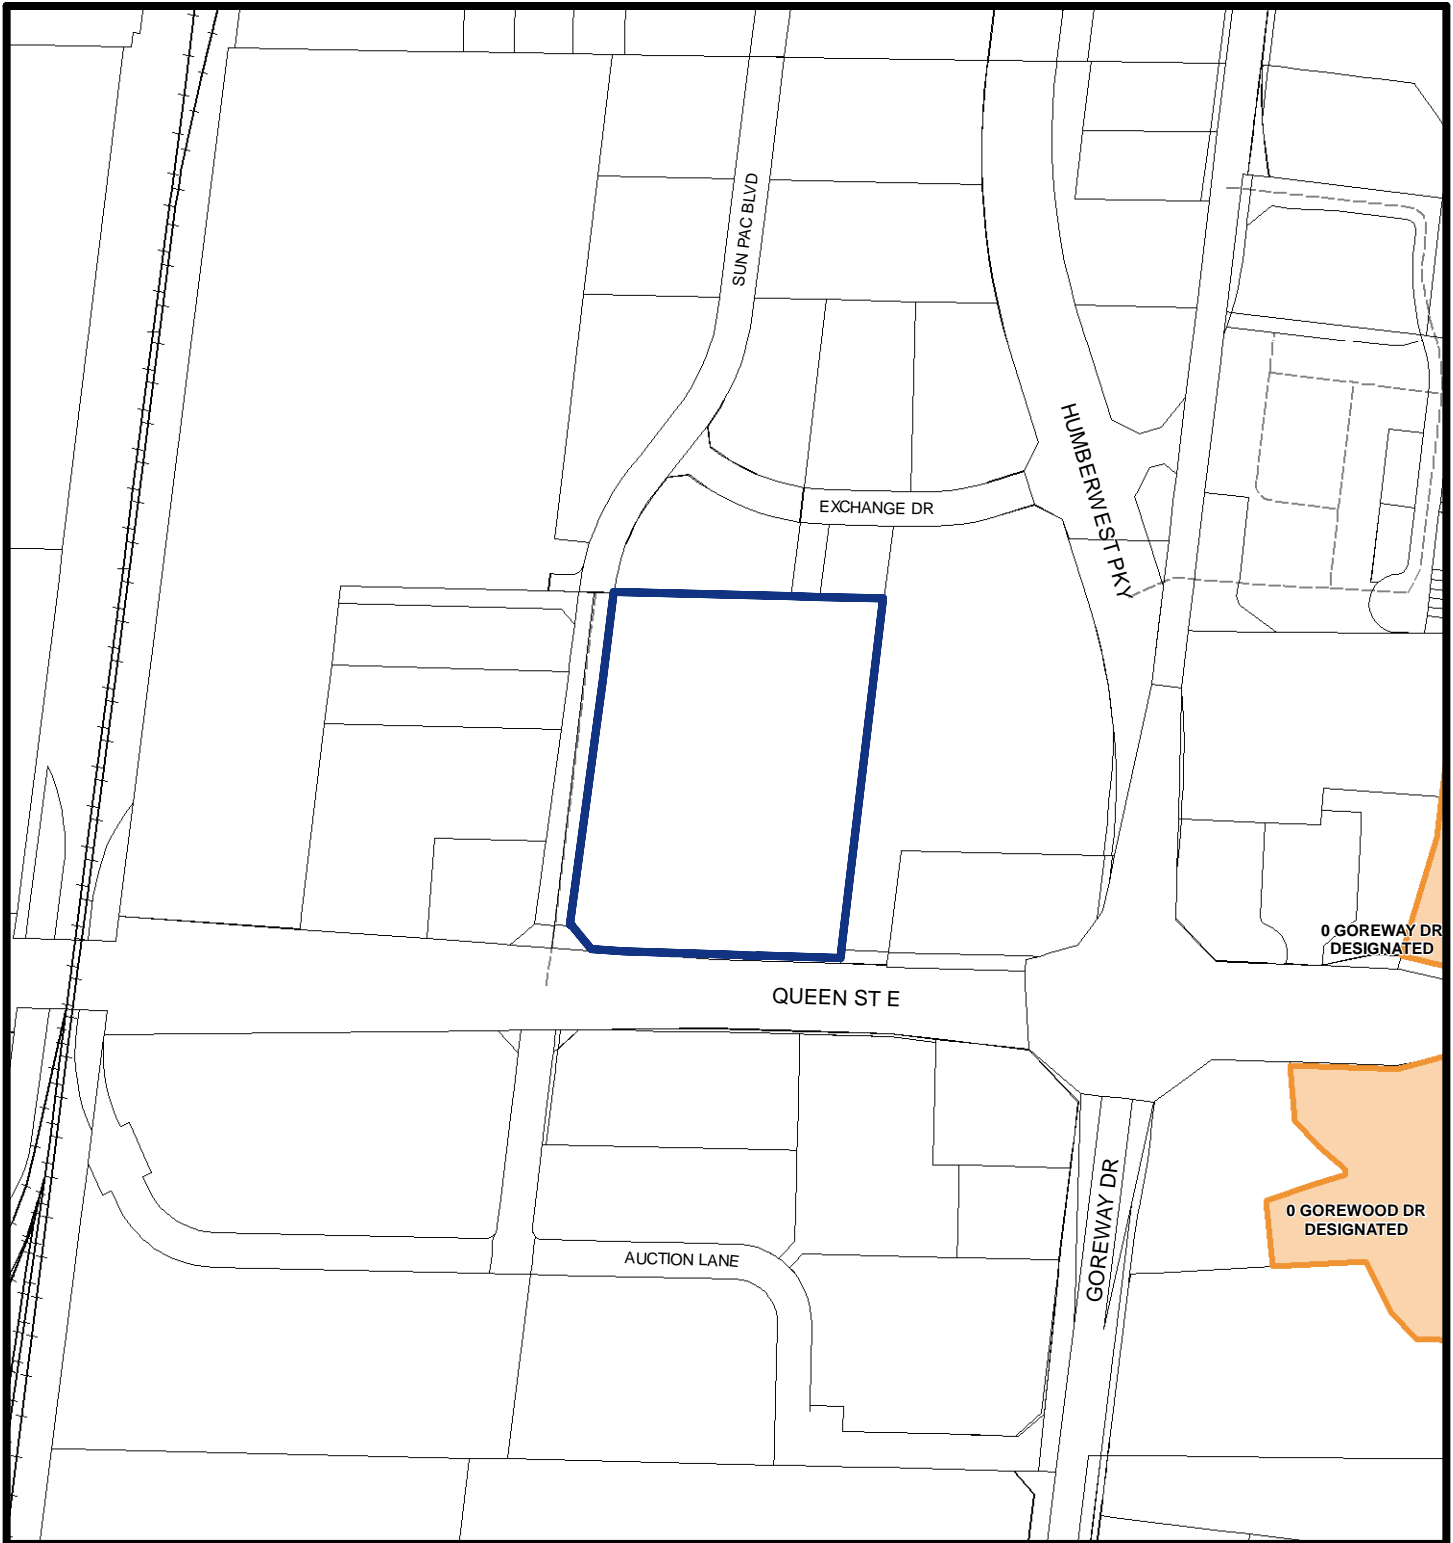 SUN PAC BLVD
HUMBERWEST PKY
EXCHANGE DR
0 GOREWAY DR
DESIGNATED
QUEEN ST E
GOREWAY DR
0 GOREWOOD DR
DESIGNATED
AUCTION LANE